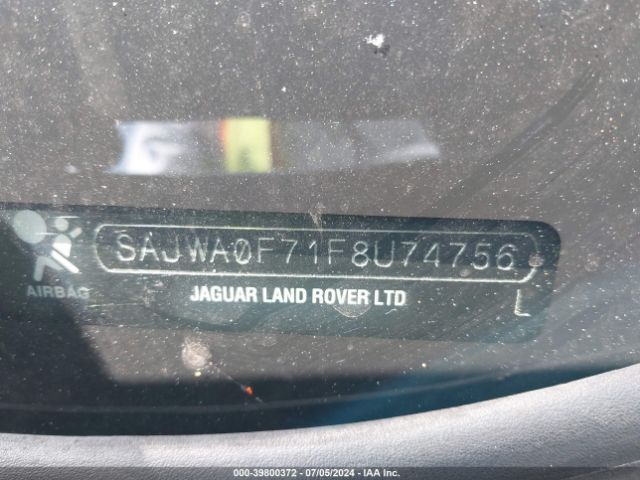 SAJWA0F71F8U74756
AIRBAG
JAGUAR LAND ROVER LTD
L
000-39800372 - 07/05/2024 - IAA Inc.